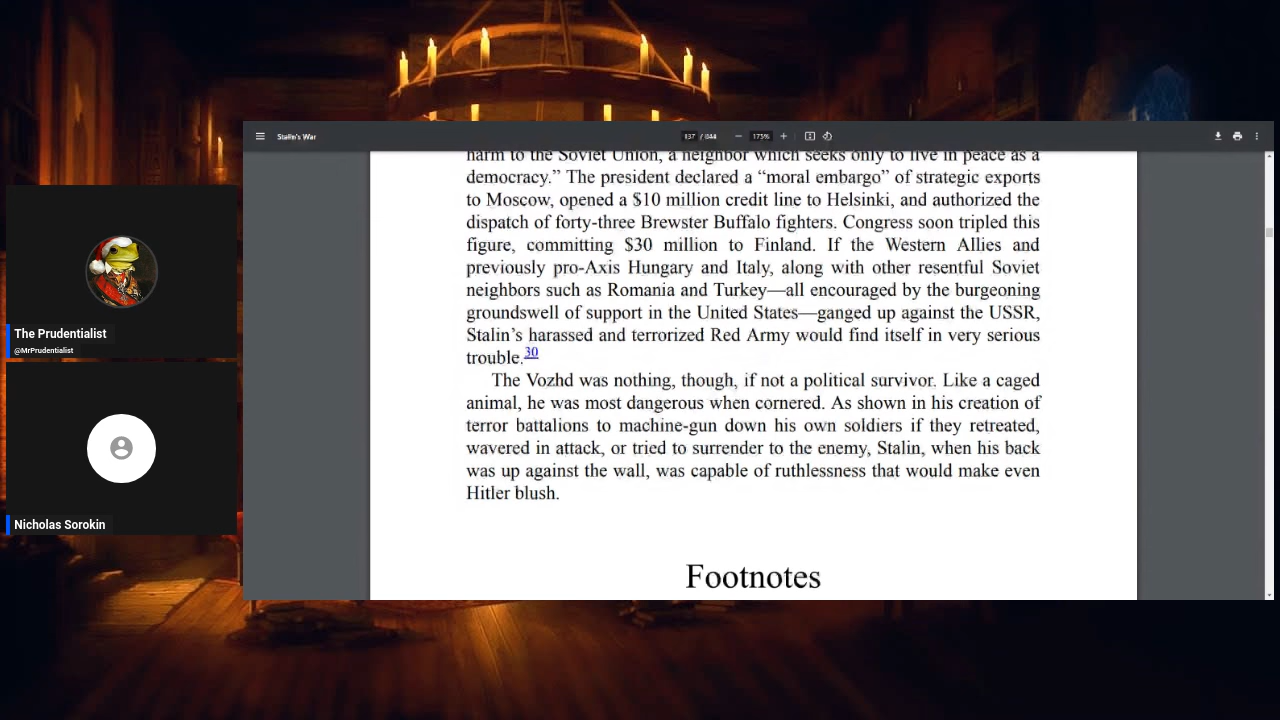 Stalin's War
137 / 844
175%
harm to the Soviet Union, a neighbor which seeks only to live in peace as a
democracy.” The president declared a “moral embargo” of strategic exports
to Moscow, opened a $10 million credit line to Helsinki, and authorized the
dispatch of forty-three Brewster Buffalo fighters. Congress soon tripled this
figure, committing $30 million to Finland. If the Western Allies and
previously pro-Axis Hungary and Italy, along with other resentful Soviet
neighbors such as Romania and Turkey—all encouraged by the burgeoning
groundswell of support in the United States—ganged up against the USSR,
Stalin’s harassed and terrorized Red Army would find itself in very serious
trouble.30
The Vozhd was nothing, though, if not a political survivor. Like a caged
animal, he was most dangerous when cornered. As shown in his creation of
terror battalions to machine-gun down his own soldiers if they retreated,
wavered in attack, or tried to surrender to the enemy, Stalin, when his back
was up against the wall, was capable of ruthlessness that would make even
Hitler blush.
Footnotes
The Prudentialist
@MrPrudentialist
Nicholas Sorokin